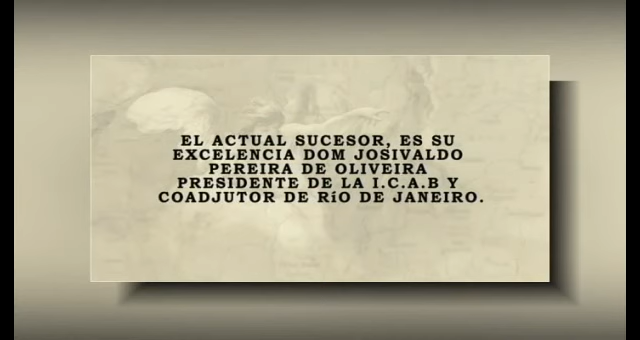 EL ACTUAL SUCESOR, ES SU
EXCELENCIA DOM JOSIVALDO
PEREIRA DE OLIVEIRA
PRESIDENTE DE LA I.C.A.B Y
COADJUTOR DE RíO DE JANEIRO.